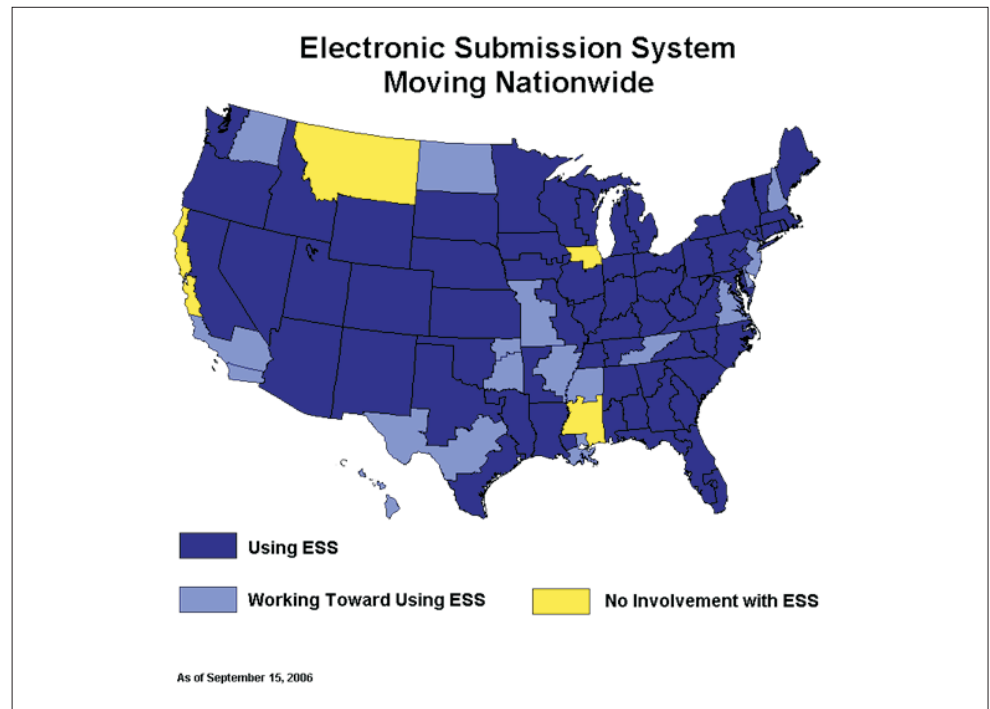 Electronic Submission System
Moving Nationwide
Using ESS
Working Toward Using ESS
No Involvement with ESS
As of September 15, 2006